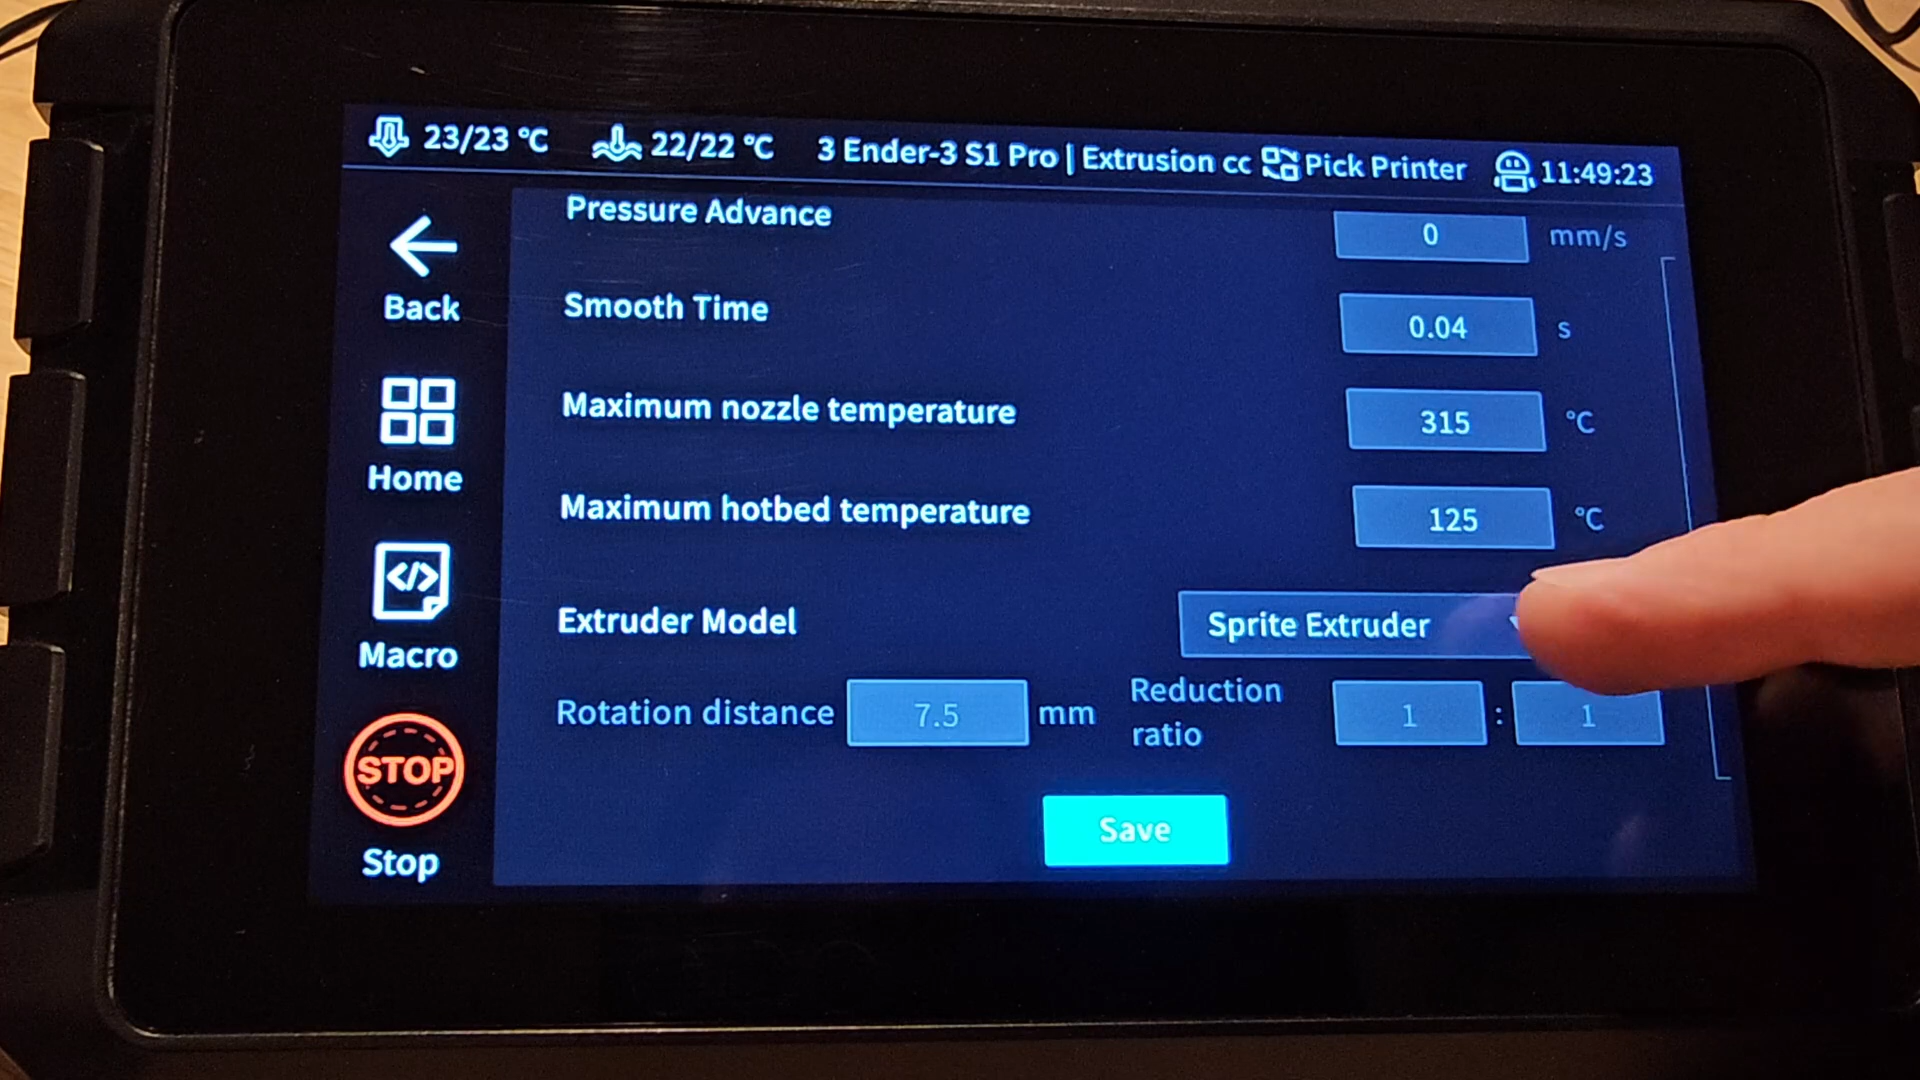 23/23 °C 22/22 °C 3 Ender-3 S1 Pro | Extrusion cc Pick Printer 11:49:23
Pressure Advance 0 mm/s
Back
Smooth Time 0.04 s
Maximum nozzle temperature 315 °C
Home
Maximum hotbed temperature 125 °C
</>
Macro
Extruder Model Sprite Extruder
Rotation distance 7.5 mm Reduction ratio 1 : 1
STOP
Stop
Save